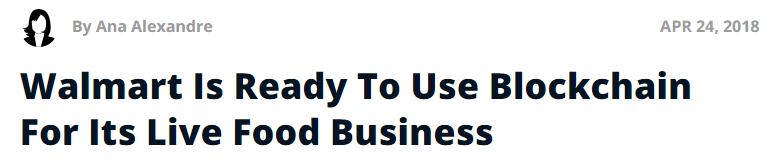 By Ana Alexandre
APR 24, 2018
Walmart Is Ready To Use Blockchain
For Its Live Food Business